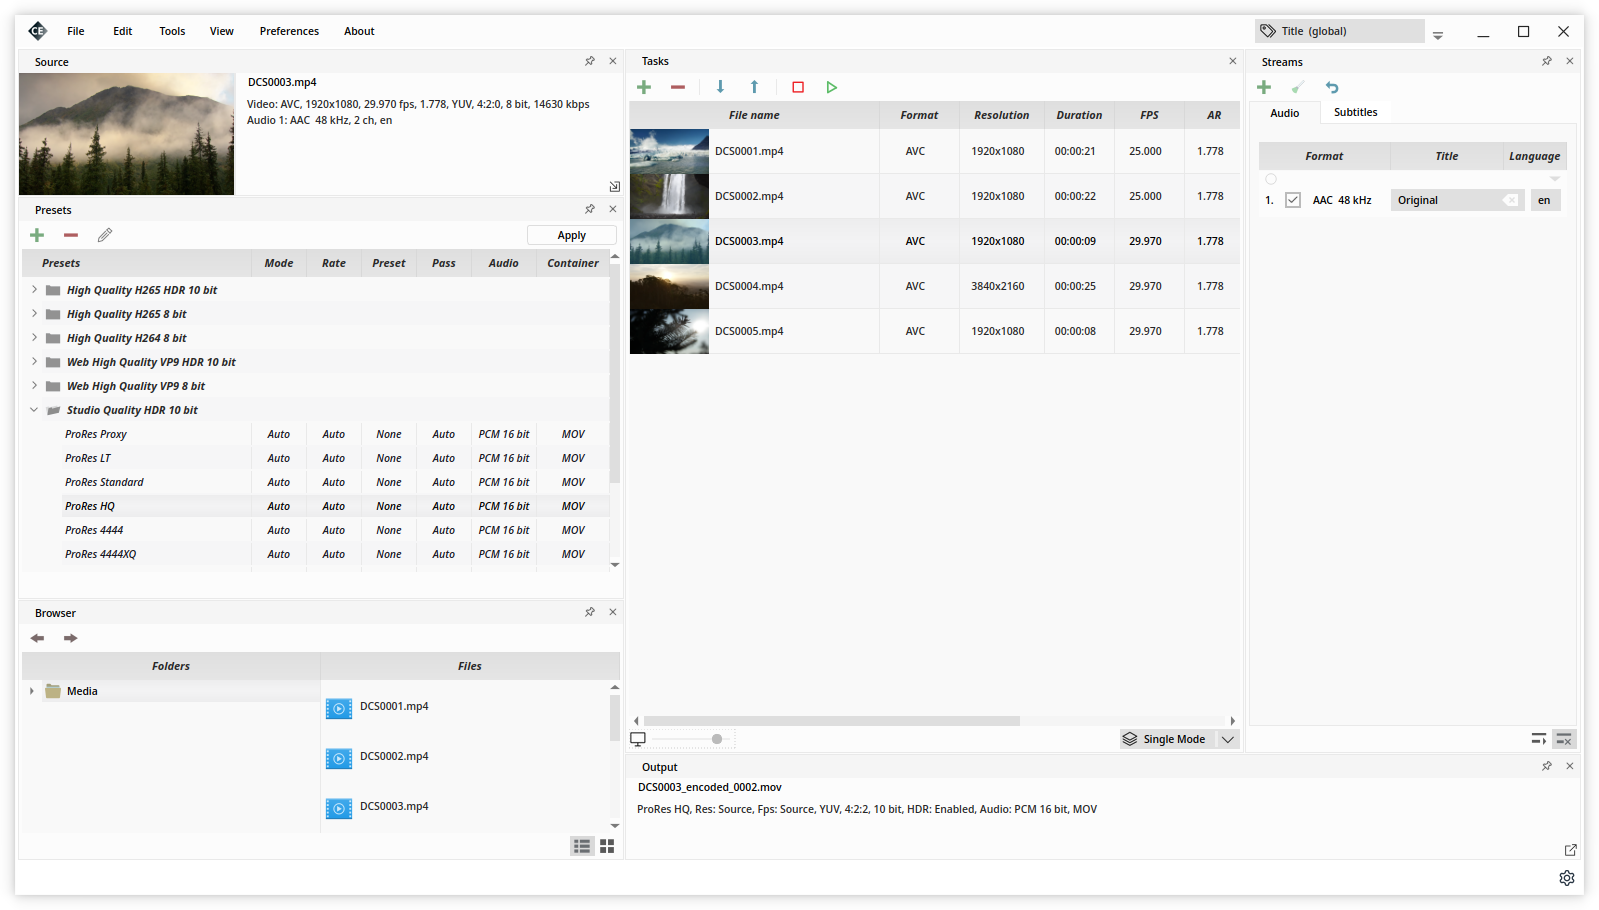 CE File Edit Tools View Preferences About Title (global)
Source
DCS0003.mp4
Video: AVC, 1920x1080, 29.970 fps, 1.778, YUV, 4:2:0, 8 bit, 14630 kbps
Audio 1: AAC 48 kHz, 2 ch, en
Presets
Apply
Presets Mode Rate Preset Pass Audio Container
High Quality H265 HDR 10 bit
High Quality H265 8 bit
High Quality H264 8 bit
Web High Quality VP9 HDR 10 bit
Web High Quality VP9 8 bit
Studio Quality HDR 10 bit
ProRes Proxy Auto Auto None Auto PCM 16 bit MOV
ProRes LT Auto Auto None Auto PCM 16 bit MOV
ProRes Standard Auto Auto None Auto PCM 16 bit MOV
ProRes HQ Auto Auto None Auto PCM 16 bit MOV
ProRes 4444 Auto Auto None Auto PCM 16 bit MOV
ProRes 4444XQ Auto Auto None Auto PCM 16 bit MOV
Browser
Folders Files
Media
DCS0001.mp4
DCS0002.mp4
DCS0003.mp4
Tasks
File name Format Resolution Duration FPS AR
DCS0001.mp4 AVC 1920x1080 00:00:21 25.000 1.778
DCS0002.mp4 AVC 1920x1080 00:00:22 25.000 1.778
DCS0003.mp4 AVC 1920x1080 00:00:09 29.970 1.778
DCS0004.mp4 AVC 3840x2160 00:00:25 29.970 1.778
DCS0005.mp4 AVC 1920x1080 00:00:08 29.970 1.778
Single Mode
Streams
Audio Subtitles
Format Title Language
1. AAC 48 kHz Original en
Output
DCS0003_encoded_0002.mov
ProRes HQ, Res: Source, Fps: Source, YUV, 4:2:2, 10 bit, HDR: Enabled, Audio: PCM 16 bit, MOV